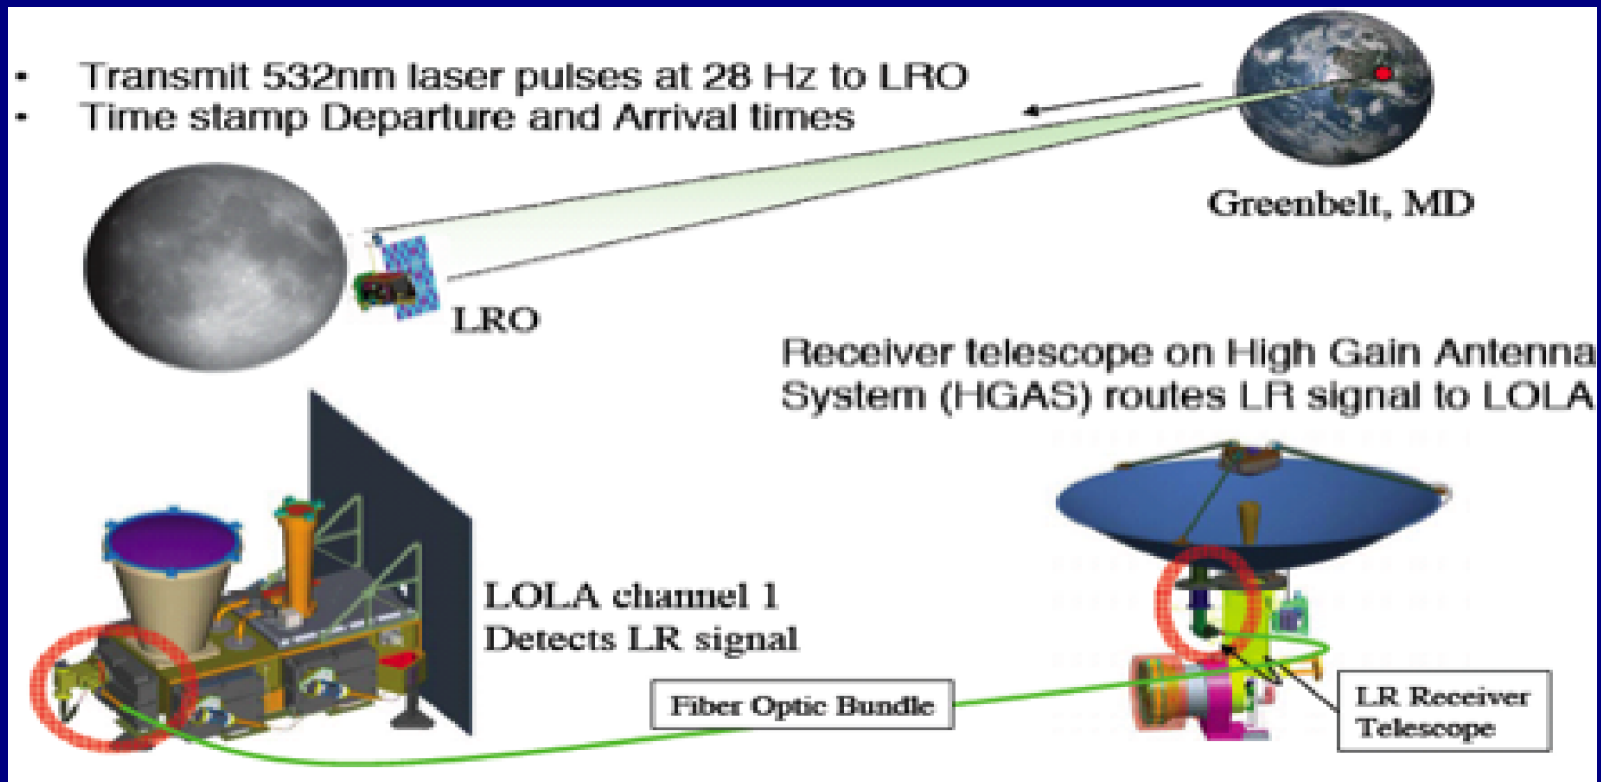 • Transmit 532nm laser pulses at 28 Hz to LRO
• Time stamp Departure and Arrival times
Greenbelt, MD
LRO
Receiver telescope on High Gain Antenna
System (HGAS) routes LR signal to LOLA
LOLA channel 1
Detects LR signal
Fiber Optic Bundle
LR Receiver
Telescope